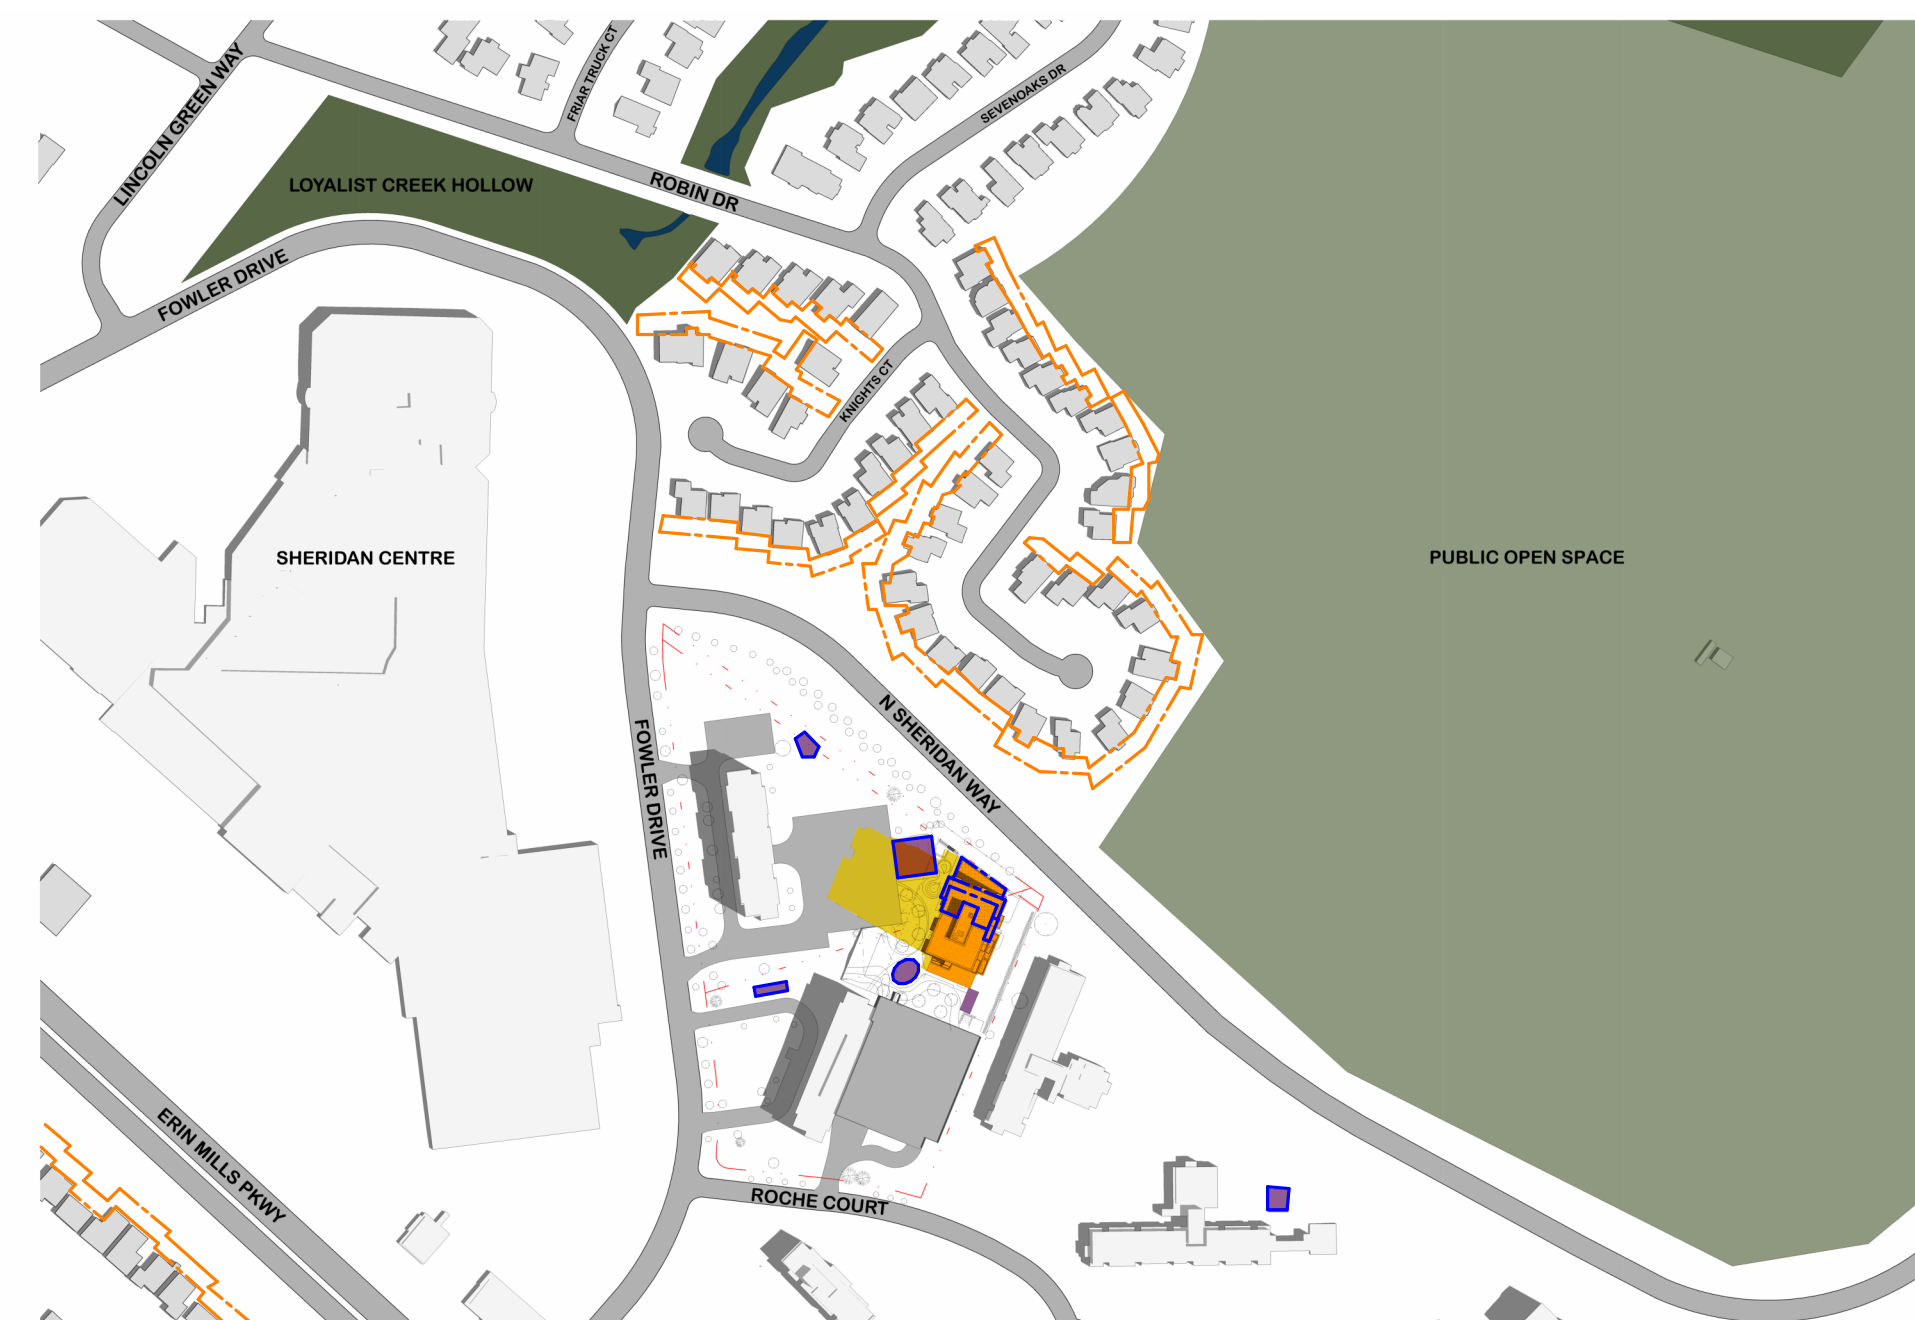 LINCOLN GREEN WAY
FRIAR TRUCK CT
SEVENOAKS DR
LOYALIST CREEK HOLLOW
ROBIN DR
FOWLER DRIVE
KNIGHTS CT
SHERIDAN CENTRE
PUBLIC OPEN SPACE
N SHERIDAN WAY
FOWLER DRIVE
ERIN MILLS PKWY
ROCHE COURT